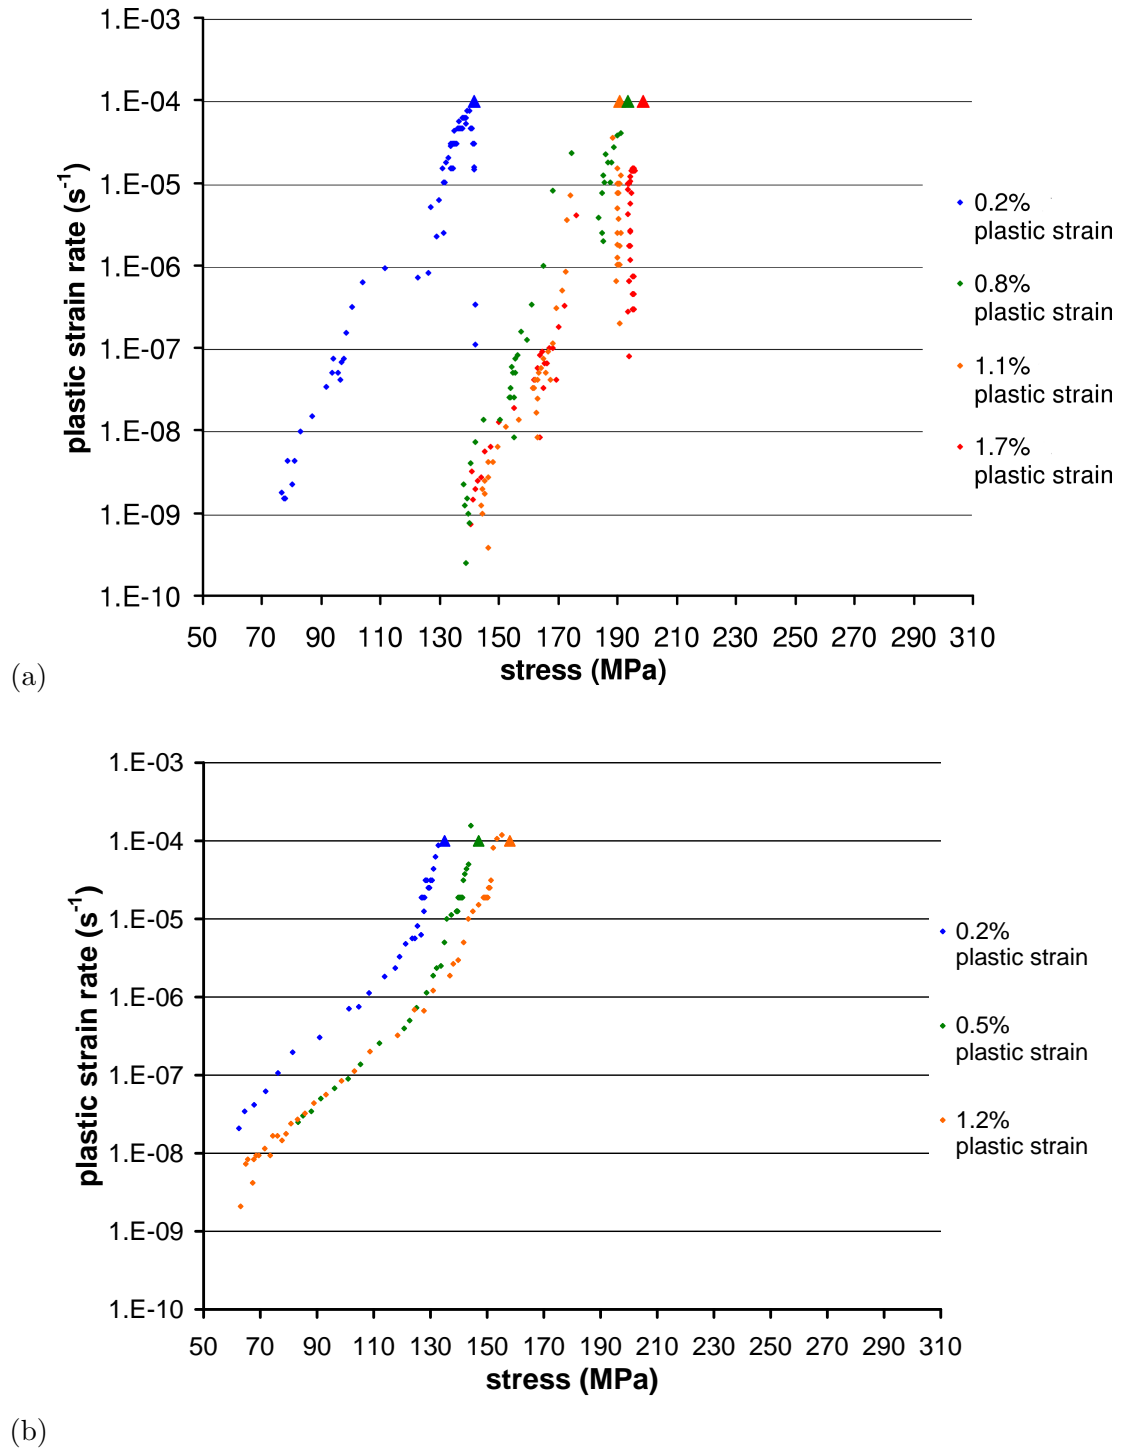 1.E-03
1.E-04
1.E-05
1.E-06
1.E-07
1.E-08
1.E-09
1.E-10
plastic strain rate (s⁻¹)
50 70 90 110 130 150 170 190 210 230 250 270 290 310
stress (MPa)
0.2%
plastic strain
0.8%
plastic strain
1.1%
plastic strain
1.7%
plastic strain
(a)
1.E-03
1.E-04
1.E-05
1.E-06
1.E-07
1.E-08
1.E-09
1.E-10
plastic strain rate (s⁻¹)
50 70 90 110 130 150 170 190 210 230 250 270 290 310
stress (MPa)
0.2%
plastic strain
0.5%
plastic strain
1.2%
plastic strain
(b)